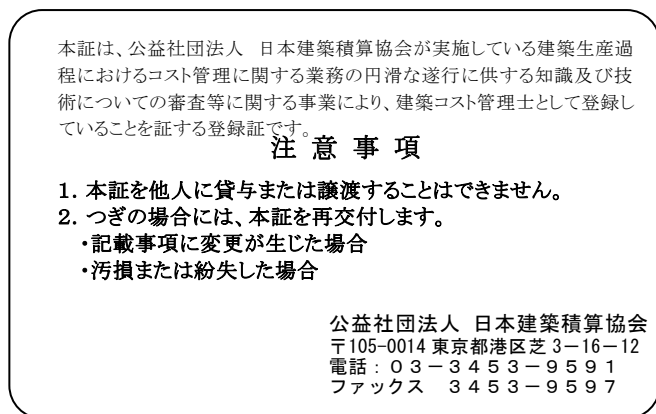 本証は、公益社団法人 日本建築積算協会が実施している建築生産過
程におけるコスト管理に関する業務の円滑な遂行に供する知識及び技
術についての審査等に関する事業により、建築コスト管理士として登録し
ていることを証する登録証です。
注 意 事 項
1. 本証を他人に貸与または譲渡することはできません。
2. つぎの場合には、本証を再交付します。
・記載事項に変更が生じた場合
・汚損または紛失した場合
公益社団法人 日本建築積算協会
〒105-0014 東京都港区芝 3-16-12
電話:03-3453-9591
ファックス 3453-9597